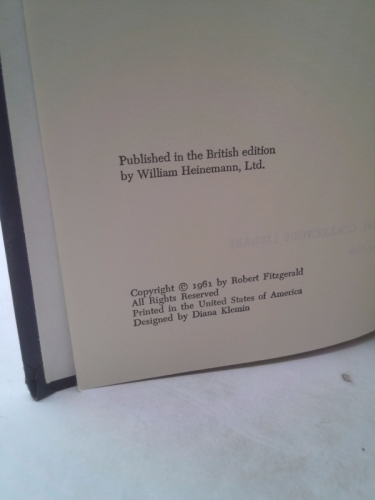 Published in the British edition
by William Heinemann, Ltd.
Copyright © 1961 by Robert Fitzgerald
All Rights Reserved
Printed in the United States of America
Designed by Diana Klemin